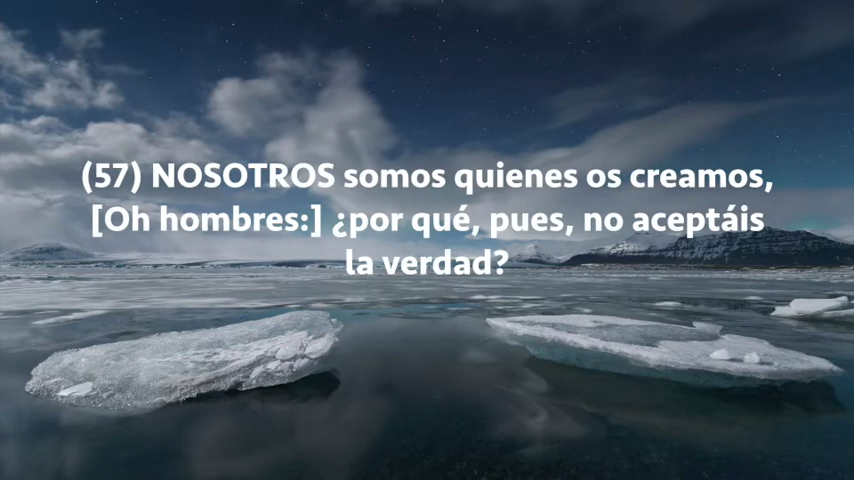 (57) NOSOTROS somos quienes os creamos,
[Oh hombres:] ¿por qué, pues, no aceptáis
la verdad?